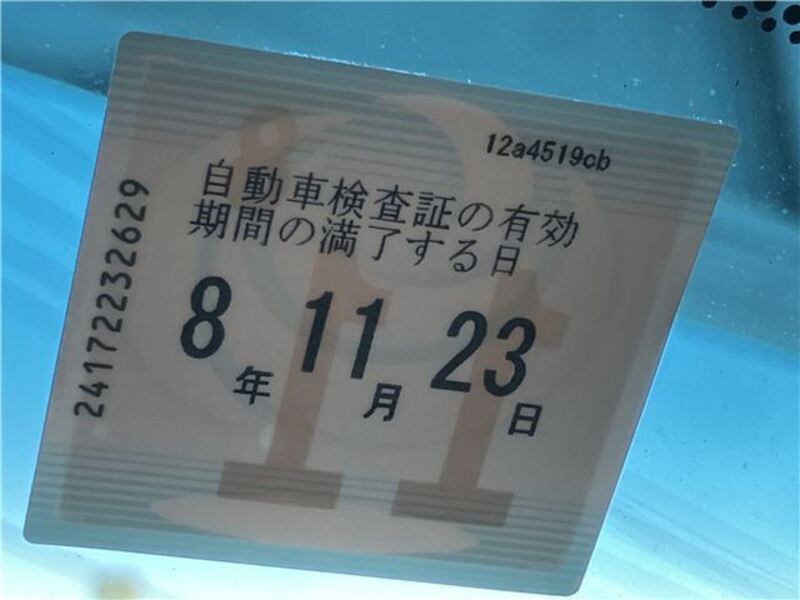 12a4519cb
自動車検査証の有効
期間の満了する日
8年 11月 23日
24172232629